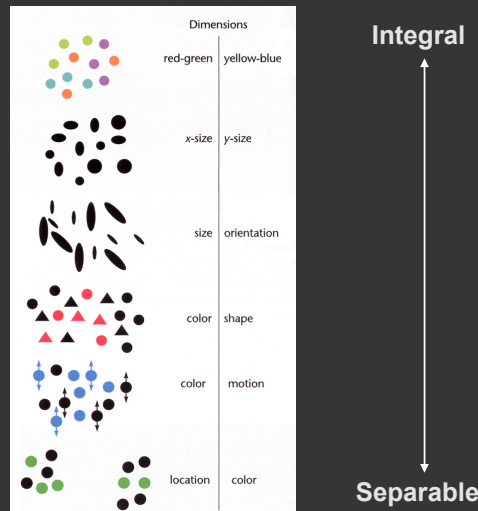 Dimensions
Integral
red-green yellow-blue
x-size y-size
size orientation
color shape
color motion
location color
Separable